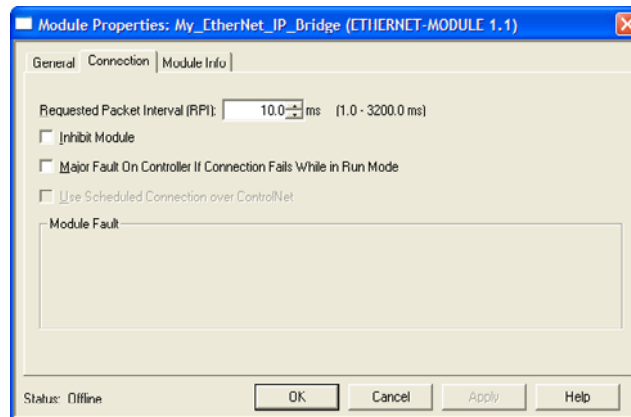 Module Properties: My_EtherNet_IP_Bridge (ETHERNET-MODULE 1.1)
General Connection Module Info
Requested Packet Interval (RPI): 10.0 ms (1.0 - 3200.0 ms)
Inhibit Module
Major Fault On Controller If Connection Fails While in Run Mode
Use Scheduled Connection over ControlNet
Module Fault
Status: Offline OK Cancel Apply Help